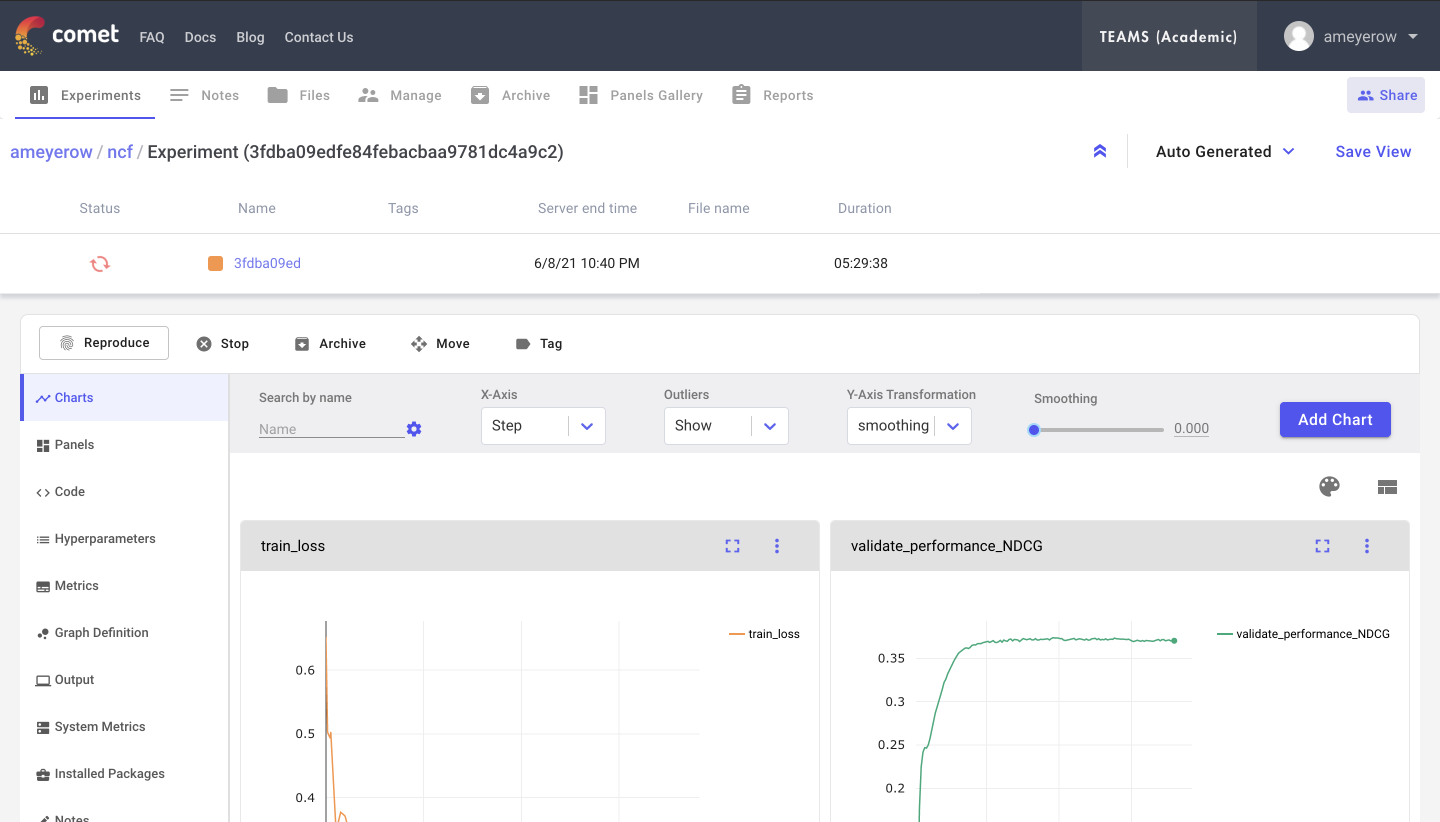 comet FAQ Docs Blog Contact Us TEAMS (Academic) ameyerow
Experiments Notes Files Manage Archive Panels Gallery Reports Share
ameyerow / ncf / Experiment (3fdba09edfe84febacbaa9781dc4a9c2) Auto Generated Save View
Status Name Tags Server end time File name Duration
3fdba09ed 6/8/21 10:40 PM 05:29:38
Reproduce Stop Archive Move Tag
Charts
Panels
Code
Hyperparameters
Metrics
Graph Definition
Output
System Metrics
Installed Packages
Notes
Search by name X-Axis Outliers Y-Axis Transformation Smoothing
Name Step Show smoothing 0.000 Add Chart
train_loss
train_loss
0.6
0.5
0.4
validate_performance_NDCG
validate_performance_NDCG
0.35
0.3
0.25
0.2